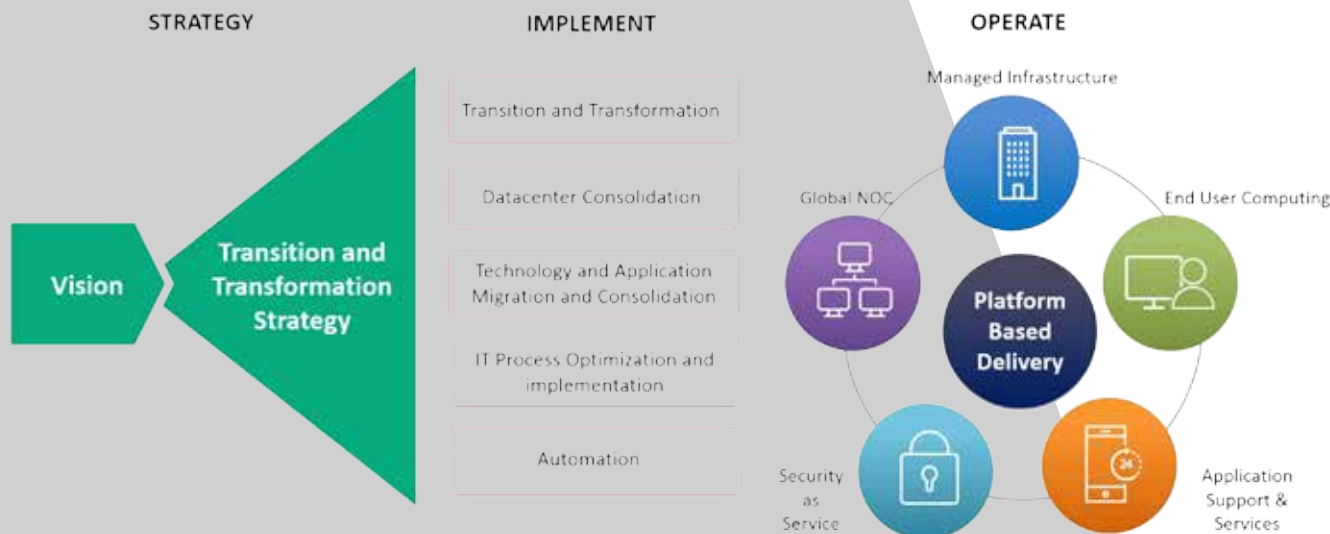 STRATEGY
IMPLEMENT
OPERATE
Vision
Transition and
Transformation
Strategy
Transition and Transformation
Datacenter Consolidation
Technology and Application
Migration and Consolidation
IT Process Optimization and
implementation
Automation
Managed Infrastructure
Global NOC
End User Computing
Platform
Based
Delivery
Security
as
Service
24
Application
Support &
Services